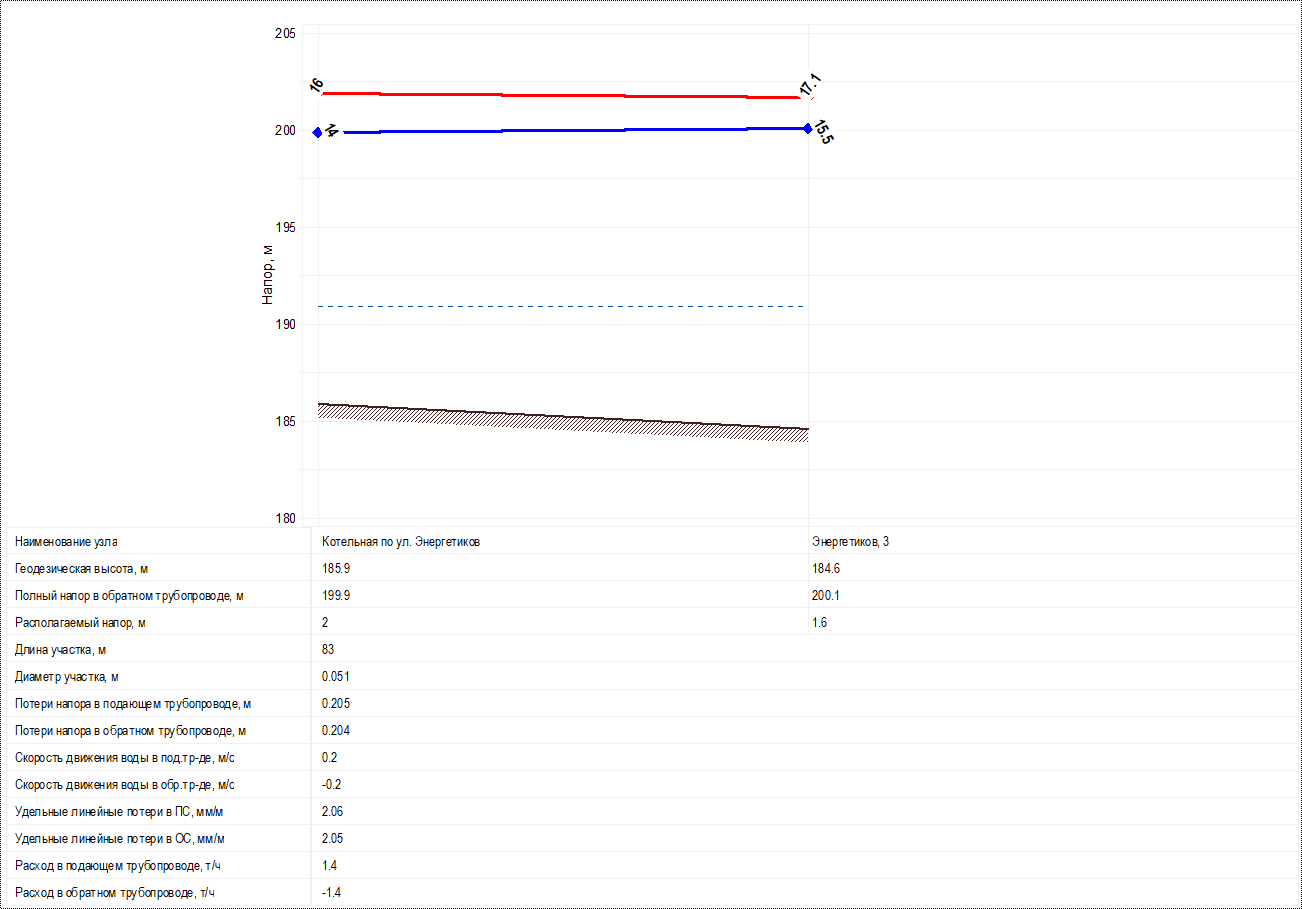 205
16
17.1
200
14
15.5
195
Напор, м
190
185
180
Наименование узла Котельная по ул. Энергетиков Энергетиков, 3
Геодезическая высота, м 185.9 184.6
Полный напор в обратном трубопроводе, м 199.9 200.1
Располагаемый напор, м 2 1.6
Длина участка, м 83
Диаметр участка, м 0.051
Потери напора в подающем трубопроводе, м 0.205
Потери напора в обратном трубопроводе, м 0.204
Скорость движения воды в под.тр-де, м/с 0.2
Скорость движения воды в обр.тр-де, м/с -0.2
Удельные линейные потери в ПС, мм/м 2.06
Удельные линейные потери в ОС, мм/м 2.05
Расход в подающем трубопроводе, т/ч 1.4
Расход в обратном трубопроводе, т/ч -1.4